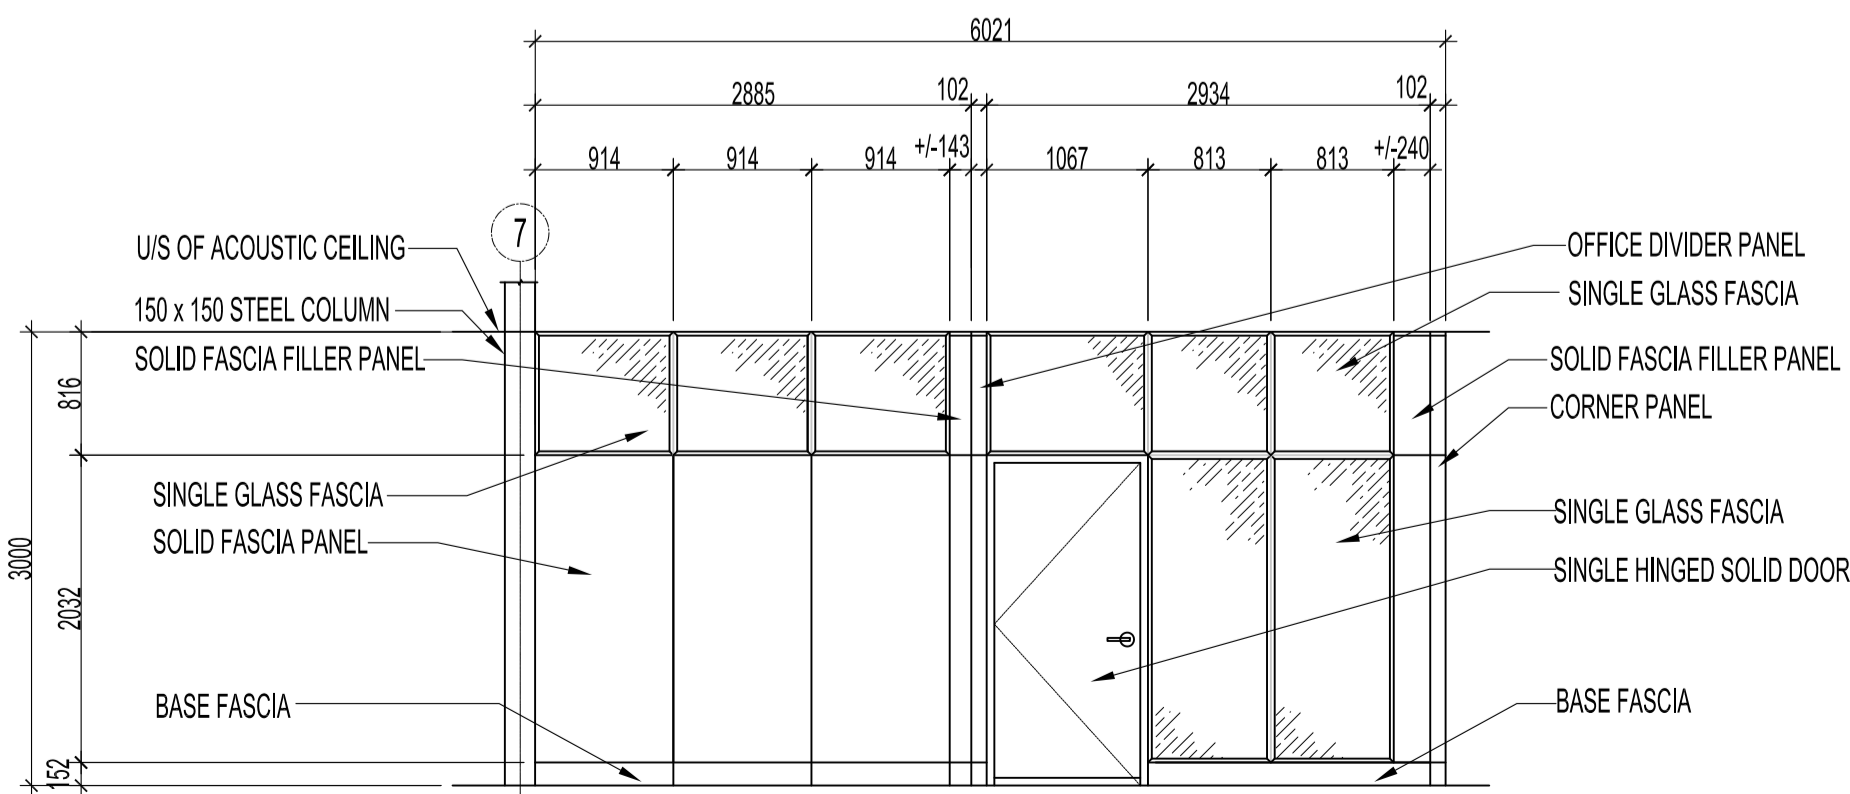 6021
2885
102
2934
102
914
914
914
+/-143
1067
813
813
+/-240
7
U/S OF ACOUSTIC CEILING
150 x 150 STEEL COLUMN
SOLID FASCIA FILLER PANEL
SINGLE GLASS FASCIA
SOLID FASCIA PANEL
BASE FASCIA
3000
816
2032
152
OFFICE DIVIDER PANEL
SINGLE GLASS FASCIA
SOLID FASCIA FILLER PANEL
CORNER PANEL
SINGLE GLASS FASCIA
SINGLE HINGED SOLID DOOR
BASE FASCIA